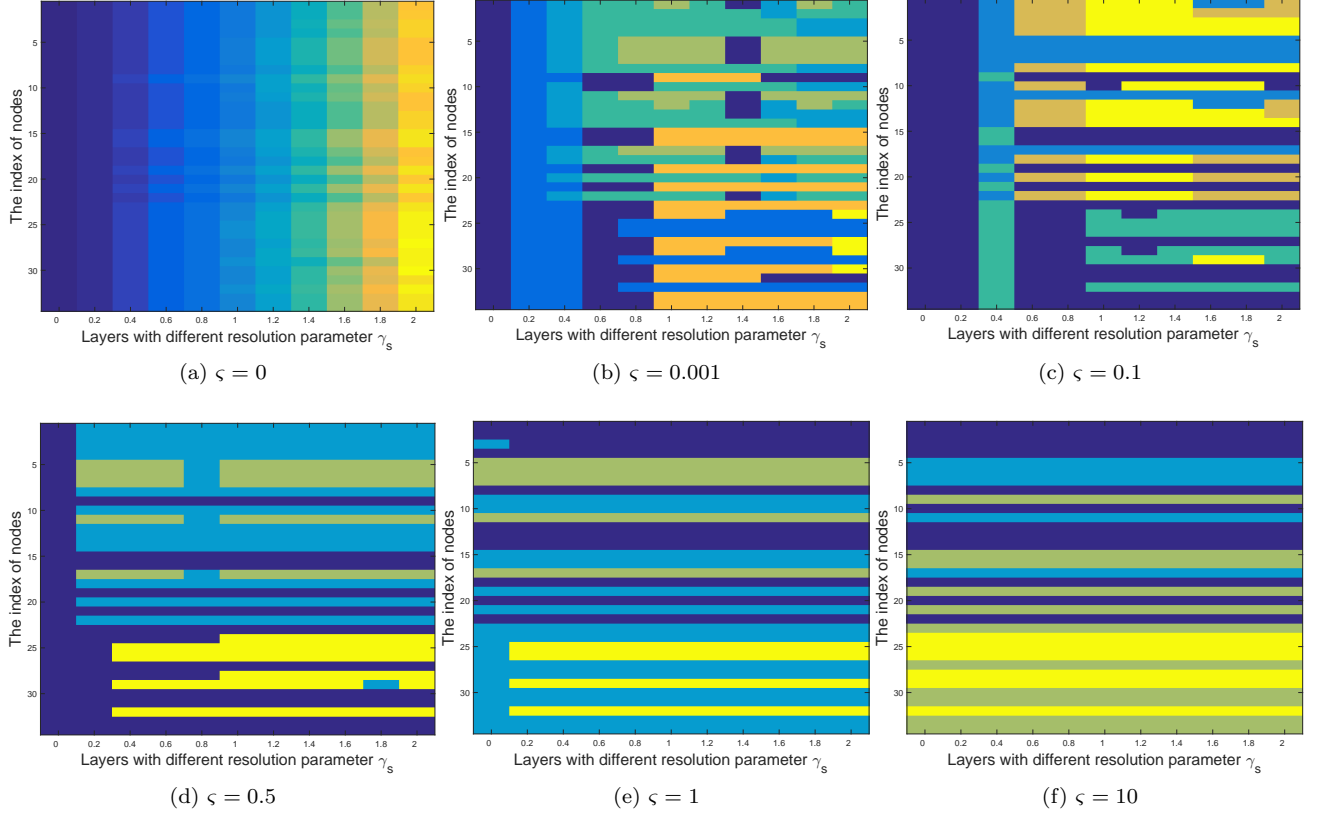 The index of nodes
5
10
15
20
25
30
0 0.2 0.4 0.6 0.8 1 1.2 1.4 1.6 1.8 2
Layers with different resolution parameter γs
(a) ς = 0
The index of nodes
5
10
15
20
25
30
0 0.2 0.4 0.6 0.8 1 1.2 1.4 1.6 1.8 2
Layers with different resolution parameter γs
(b) ς = 0.001
The index of nodes
5
10
15
20
25
30
0 0.2 0.4 0.6 0.8 1 1.2 1.4 1.6 1.8 2
Layers with different resolution parameter γs
(c) ς = 0.1
The index of nodes
5
10
15
20
25
30
0 0.2 0.4 0.6 0.8 1 1.2 1.4 1.6 1.8 2
Layers with different resolution parameter γs
(d) ς = 0.5
The index of nodes
5
10
15
20
25
30
0 0.2 0.4 0.6 0.8 1 1.2 1.4 1.6 1.8 2
Layers with different resolution parameter γs
(e) ς = 1
The index of nodes
5
10
15
20
25
30
0 0.2 0.4 0.6 0.8 1 1.2 1.4 1.6 1.8 2
Layers with different resolution parameter γs
(f) ς = 10